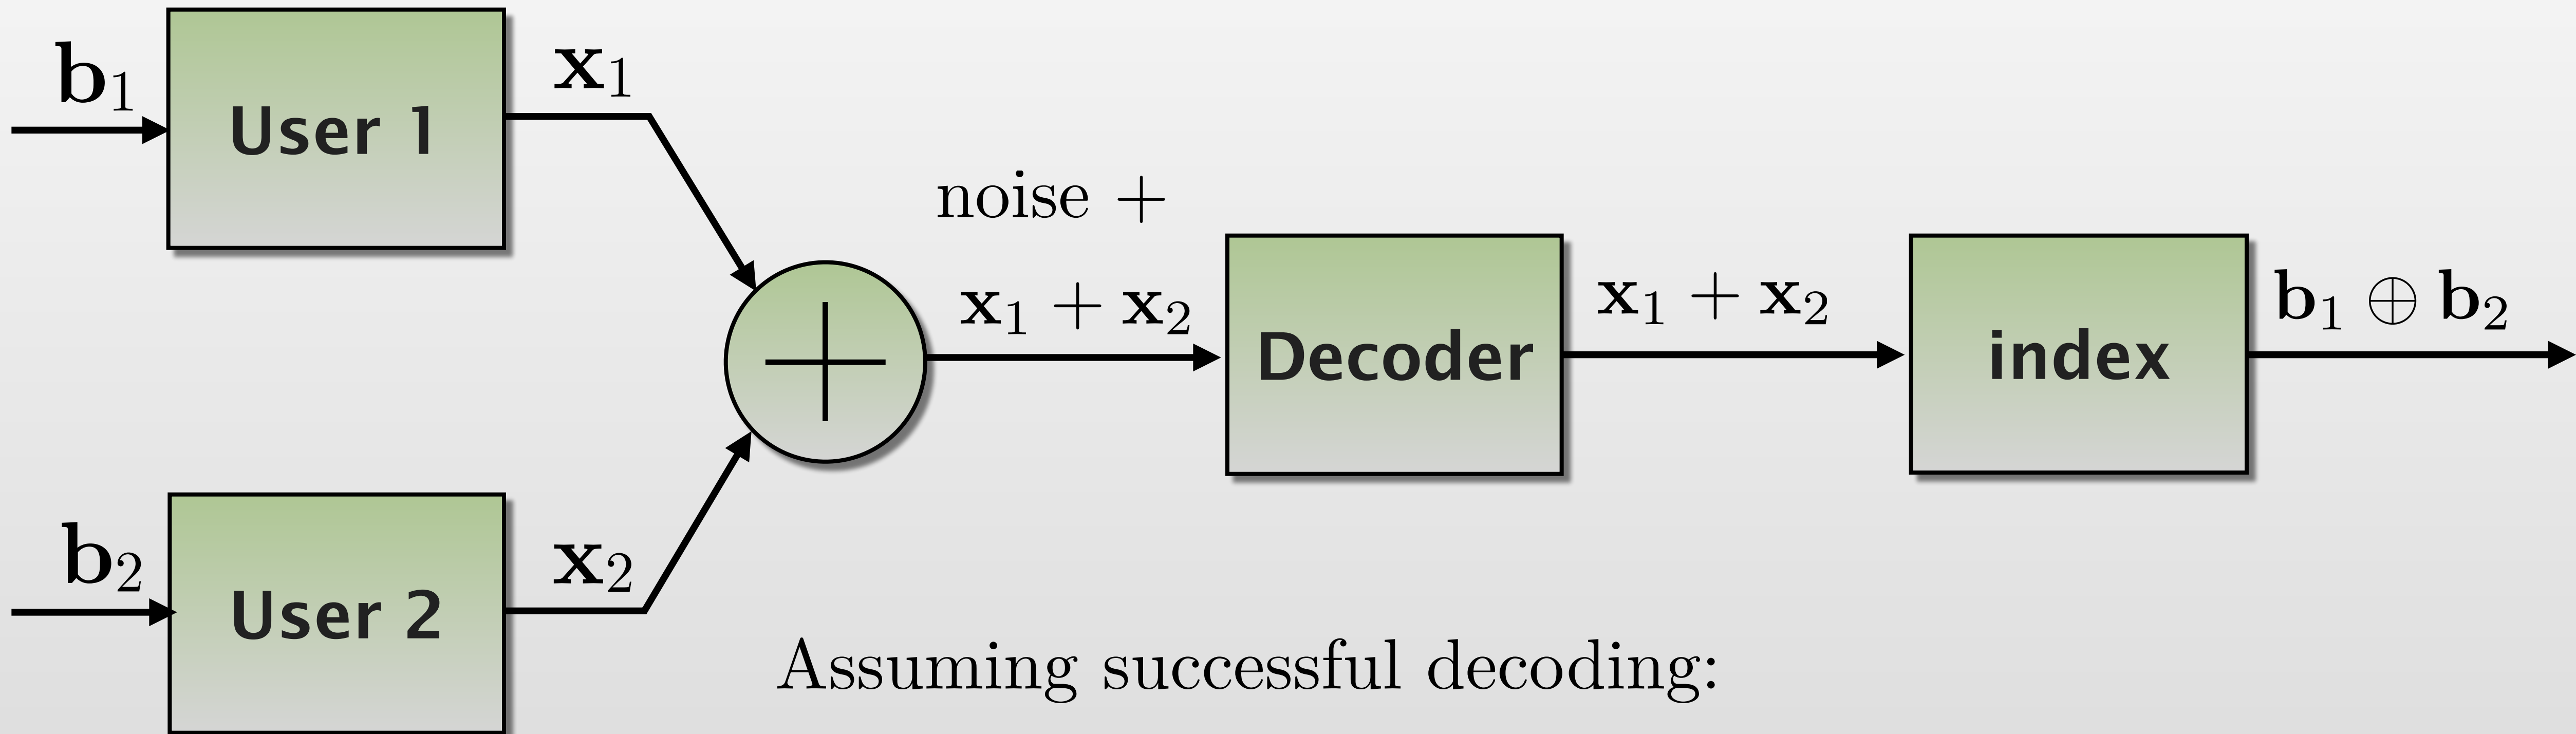 b₁
User 1
x₁
noise +
x₁ + x₂
+
Decoder
x₁ + x₂
index
b₁ ⊕ b₂
b₂
User 2
x₂
Assuming successful decoding: